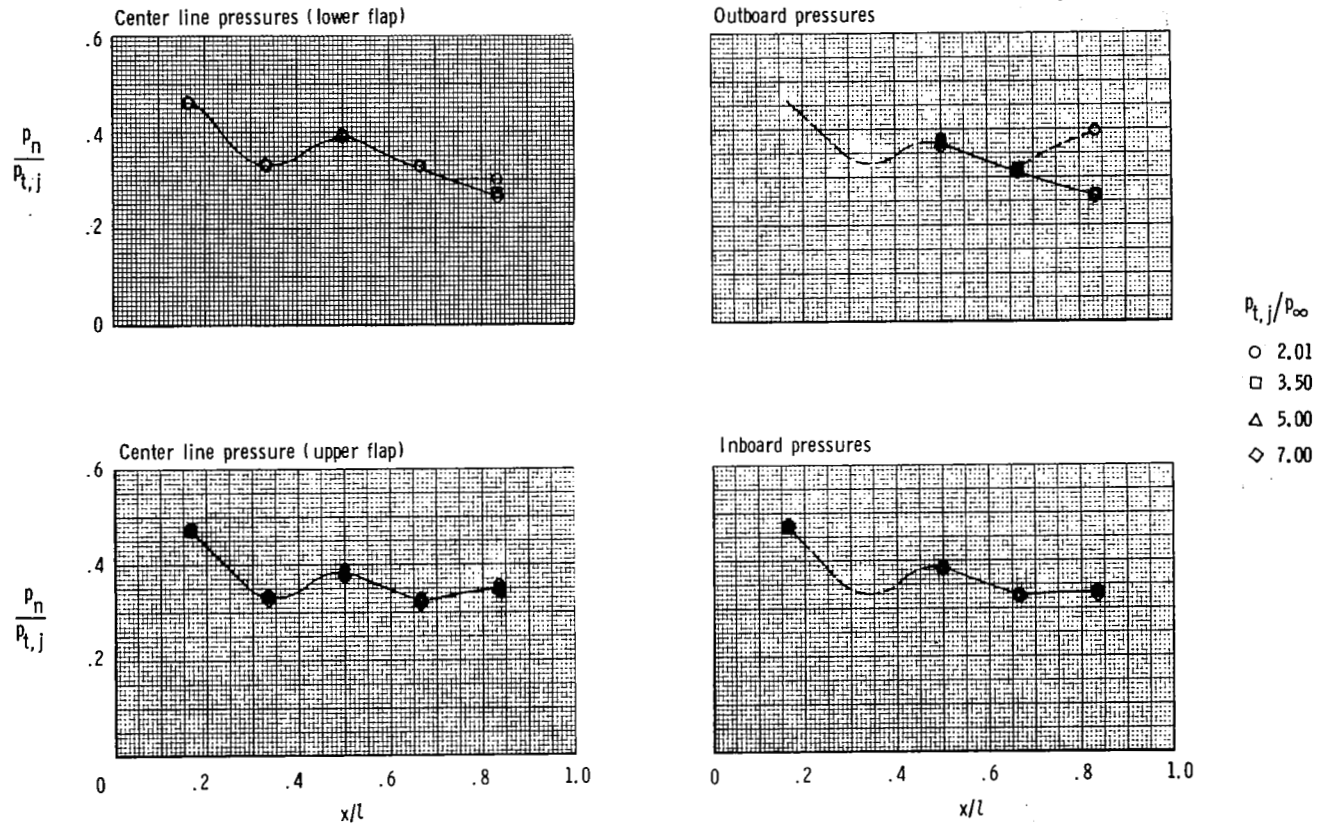 Center line pressures (lower flap)
.6
.4
.2
0
p_n
p_t,j
Outboard pressures
p_t,j/p_∞
○ 2.01
□ 3.50
△ 5.00
◇ 7.00
Center line pressure (upper flap)
.6
.4
.2
0
p_n
p_t,j
.2
.4
.6
.8
1.0
x/l
Inboard pressures
0
.2
.4
.6
.8
1.0
x/l